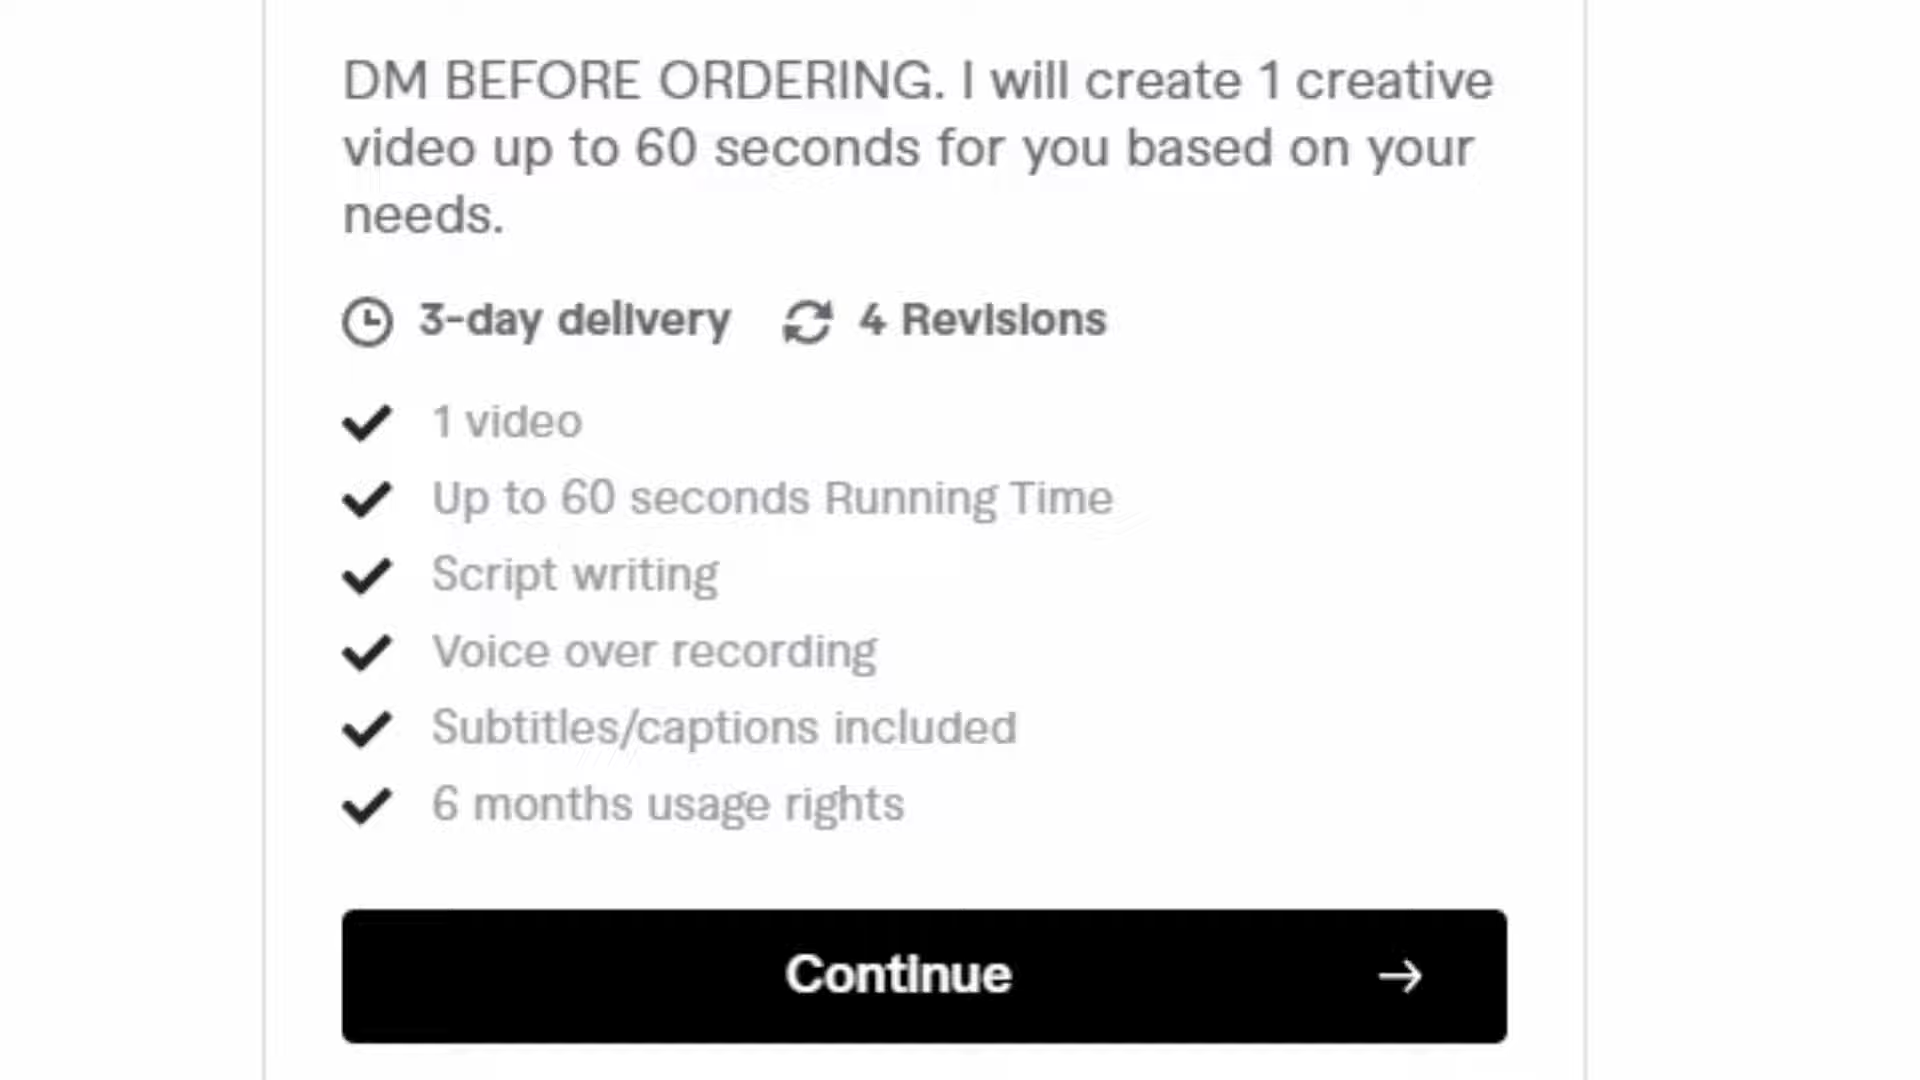 DM BEFORE ORDERING. I will create 1 creative
video up to 60 seconds for you based on your
needs.
3-day delivery 4 Revisions
1 video
Up to 60 seconds Running Time
Script writing
Voice over recording
Subtitles/captions included
6 months usage rights
Continue →